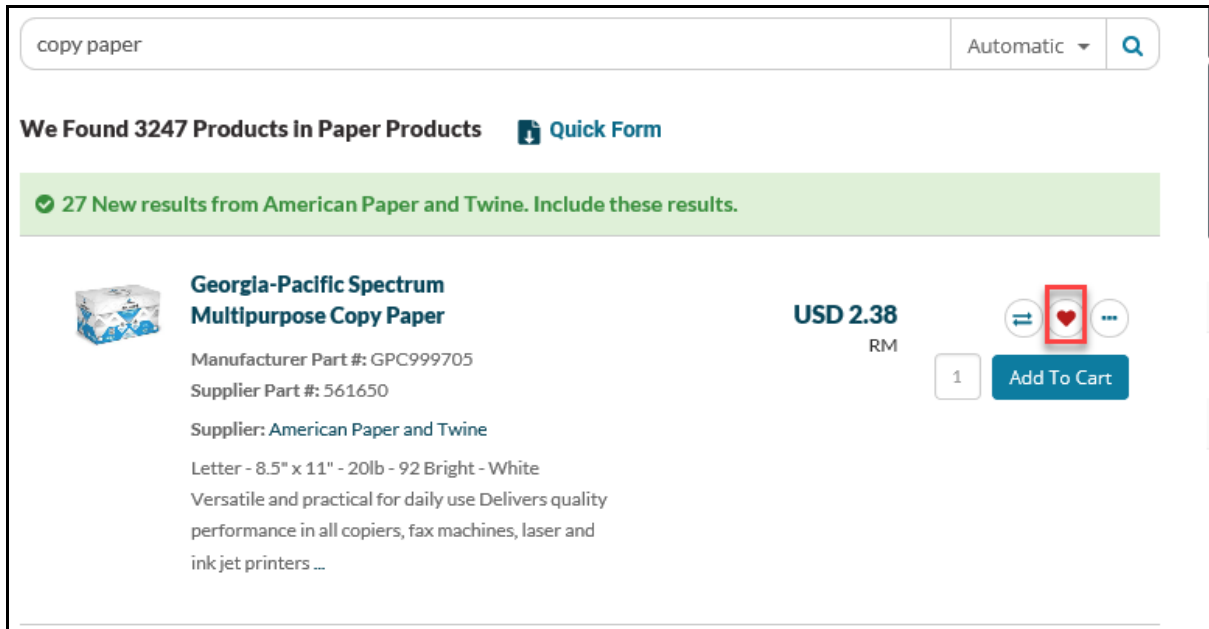 copy paper
Automatic
We Found 3247 Products in Paper Products
Quick Form
27 New results from American Paper and Twine. Include these results.
Georgia-Pacific Spectrum
Multipurpose Copy Paper
USD 2.38
RM
Manufacturer Part #: GPC999705
1
Add To Cart
Supplier Part #: 561650
Supplier: American Paper and Twine
Letter - 8.5" x 11" - 20lb - 92 Bright - White
Versatile and practical for daily use Delivers quality
performance in all copiers, fax machines, laser and
ink jet printers ...